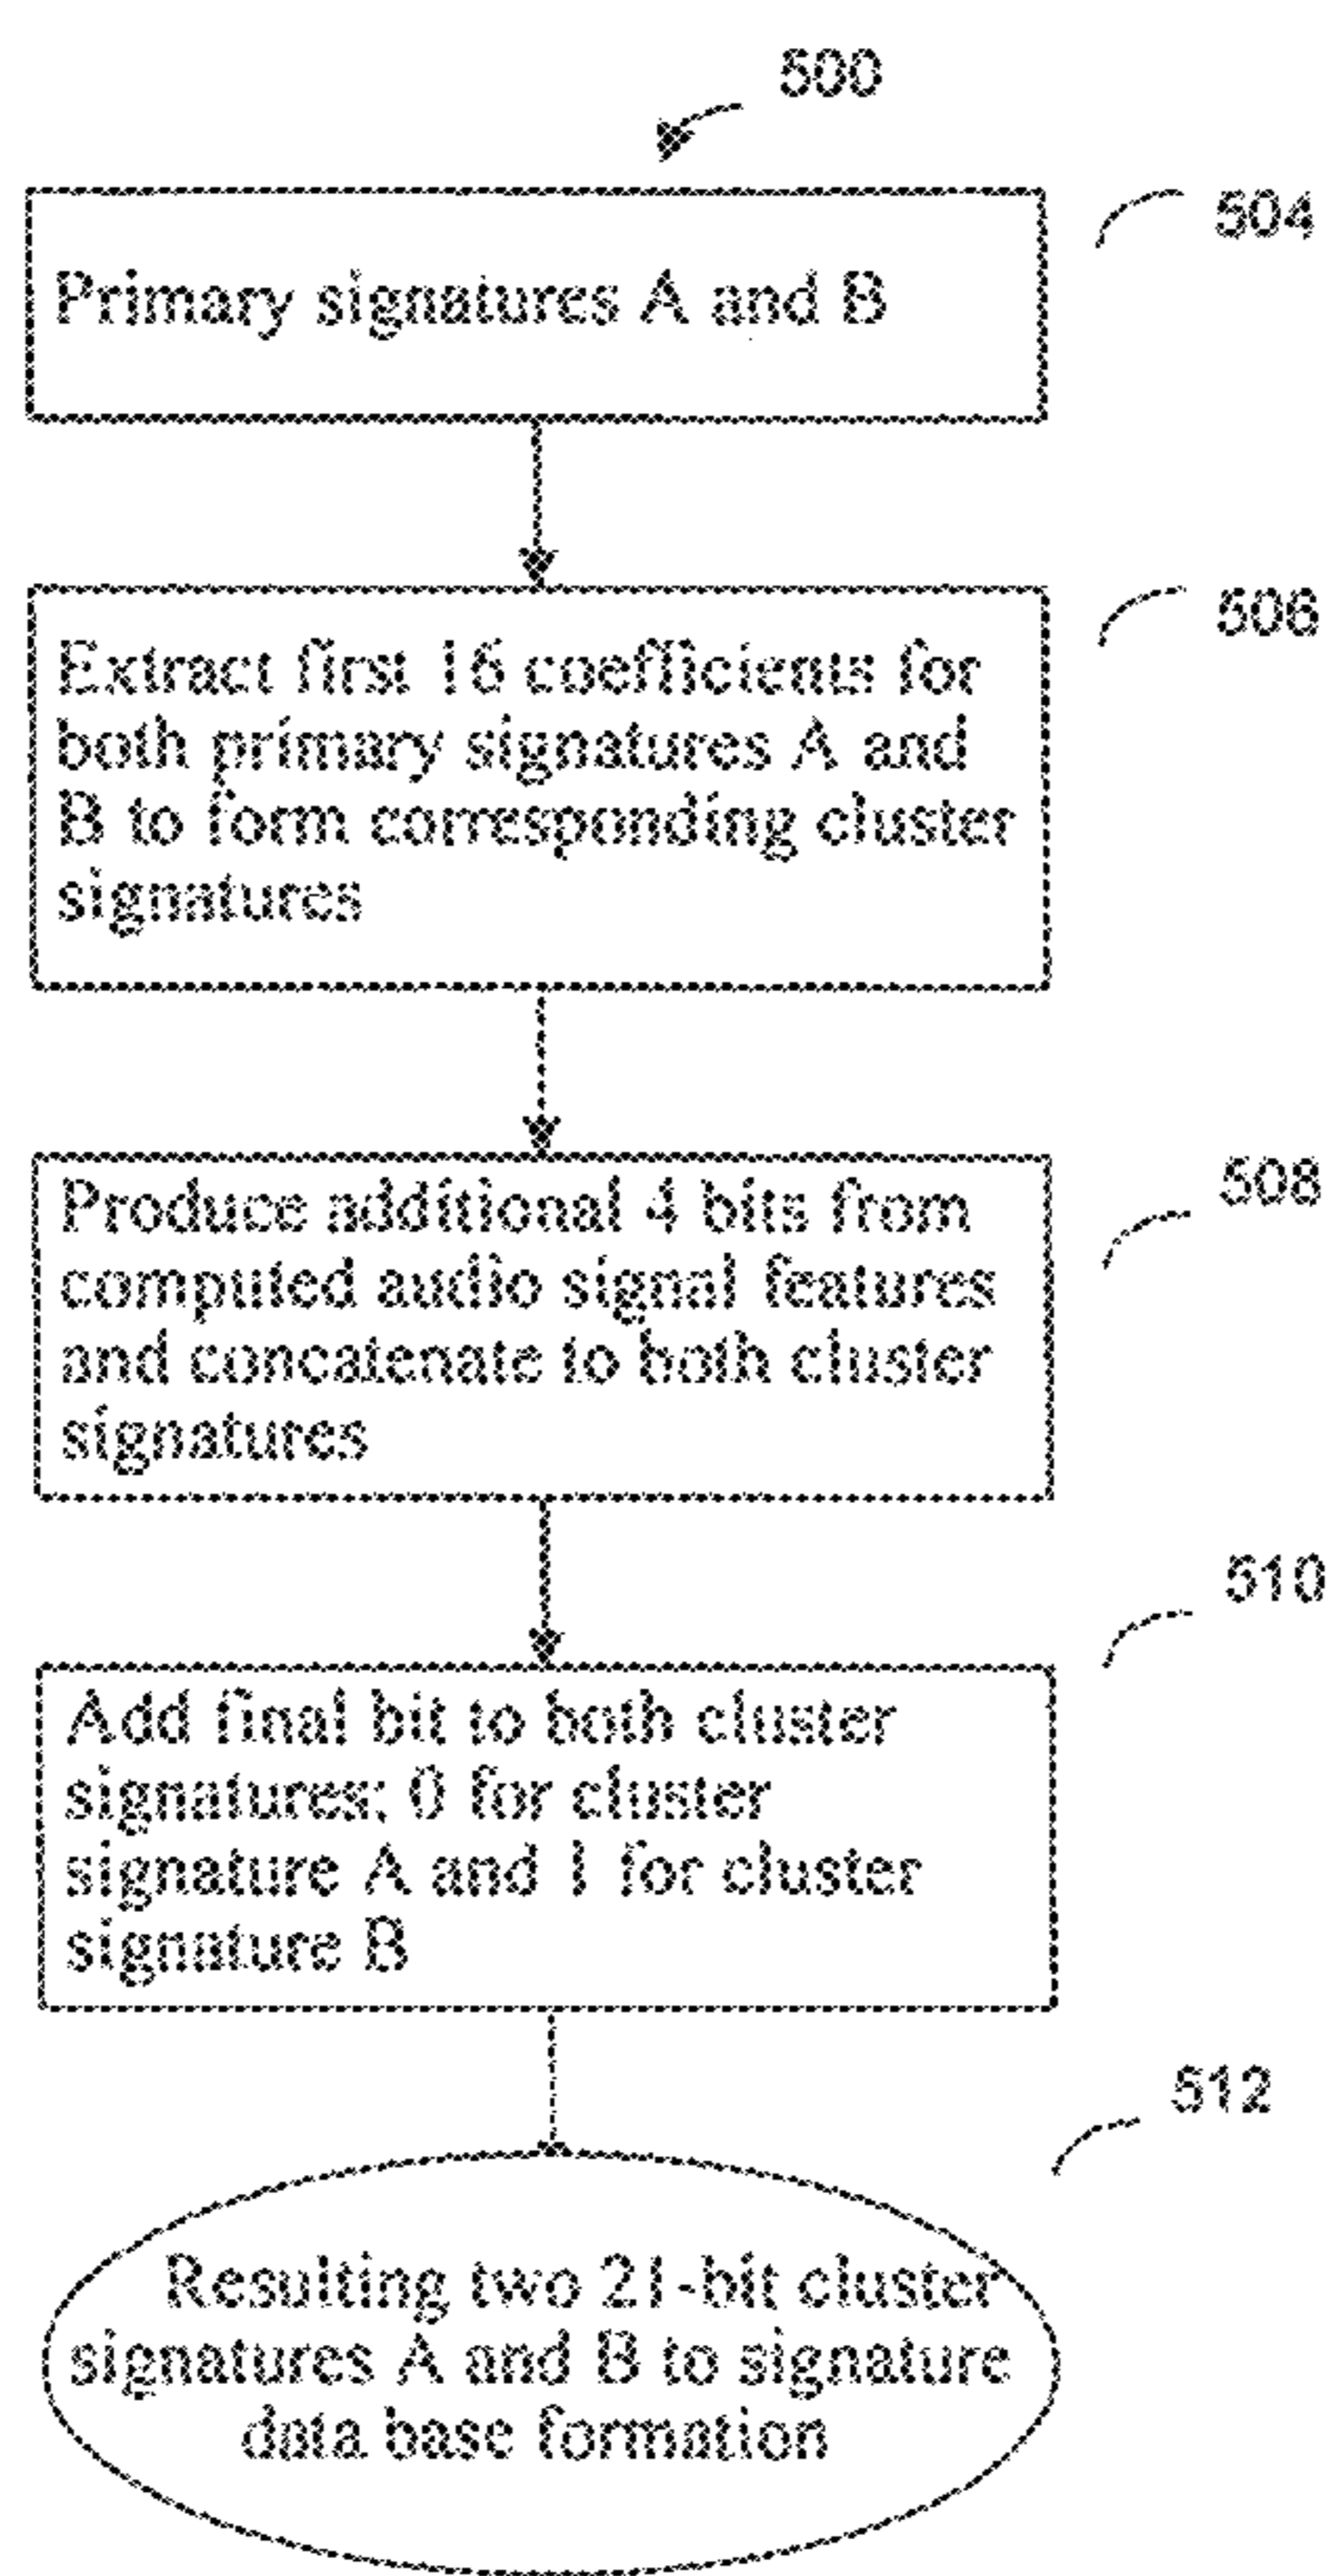 500
504
Primary signatures A and B
506
Extract first 16 coefficients for
both primary signatures A and
B to form corresponding cluster
signatures
508
Produce additional 4 bits from
computed audio signal features
and concatenate to both cluster
signatures
510
Add final bit to both cluster
signatures; 0 for cluster
signature A and 1 for cluster
signature B
512
Resulting two 21-bit cluster
signatures A and B to signature
data base formation